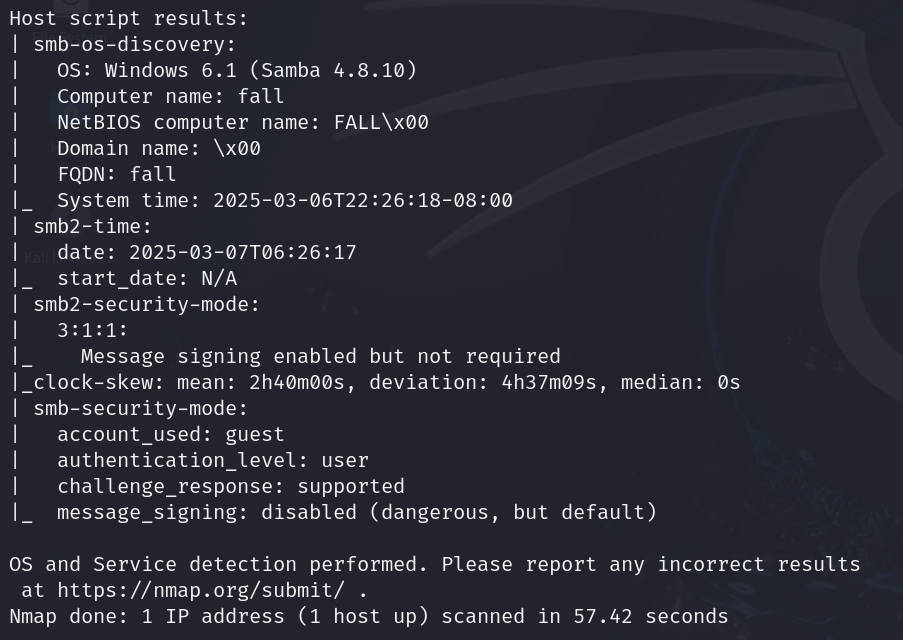 Host script results:
| smb-os-discovery:
|   OS: Windows 6.1 (Samba 4.8.10)
|   Computer name: fall
|   NetBIOS computer name: FALL\x00
|   Domain name: \x00
|   FQDN: fall
|_  System time: 2025-03-06T22:26:18-08:00
| smb2-time:
|   date: 2025-03-07T06:26:17
|_  start_date: N/A
| smb2-security-mode:
|   3:1:1:
|_    Message signing enabled but not required
|_clock-skew: mean: 2h40m00s, deviation: 4h37m09s, median: 0s
| smb-security-mode:
|   account_used: guest
|   authentication_level: user
|   challenge_response: supported
|_  message_signing: disabled (dangerous, but default)

OS and Service detection performed. Please report any incorrect results
 at https://nmap.org/submit/ .
Nmap done: 1 IP address (1 host up) scanned in 57.42 seconds